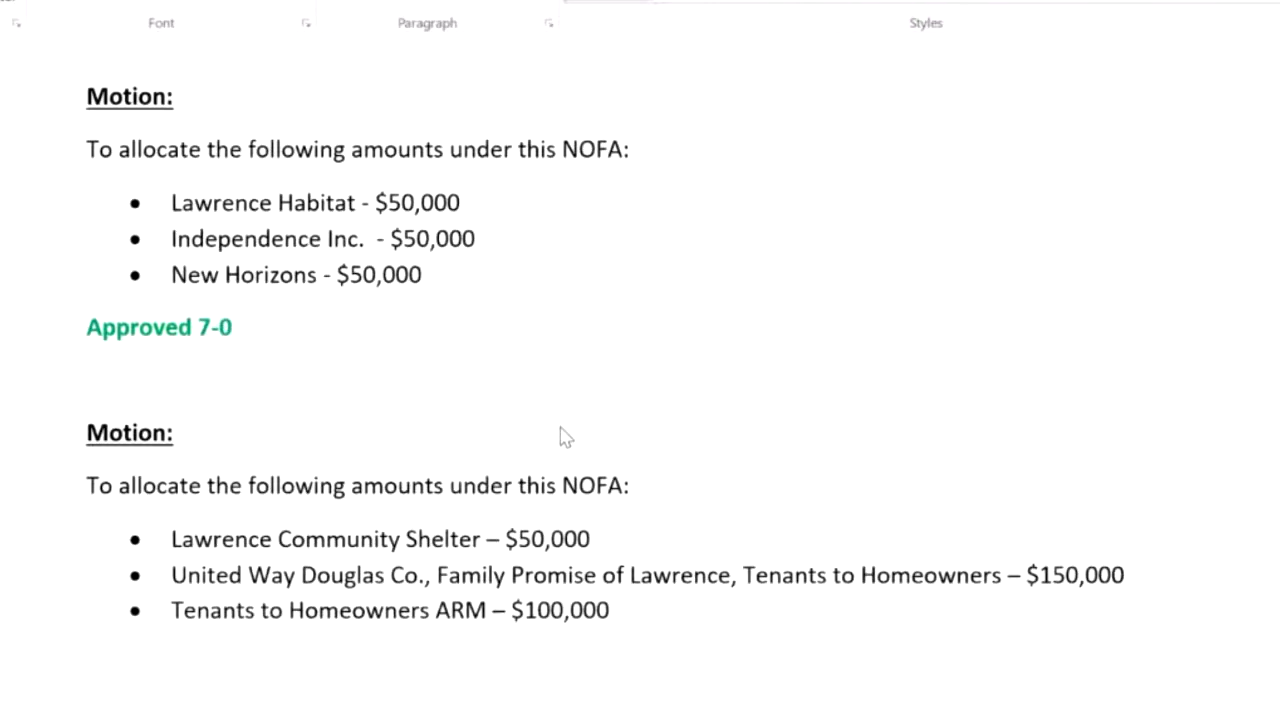 Font Paragraph Styles
Motion:
To allocate the following amounts under this NOFA:
• Lawrence Habitat - $50,000
• Independence Inc.  - $50,000
• New Horizons - $50,000
Approved 7-0
Motion:
To allocate the following amounts under this NOFA:
• Lawrence Community Shelter – $50,000
• United Way Douglas Co., Family Promise of Lawrence, Tenants to Homeowners – $150,000
• Tenants to Homeowners ARM – $100,000